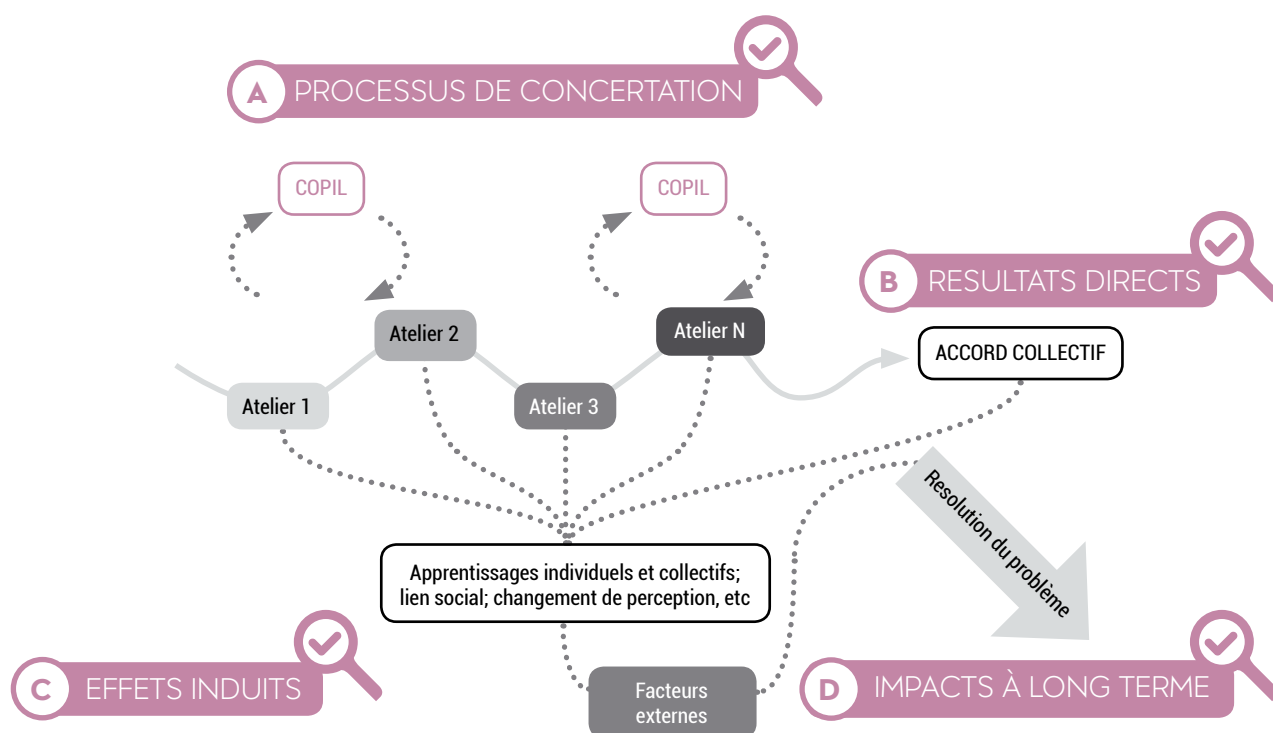 A PROCESSUS DE CONCERTATION
COPIL
COPIL
B RESULTATS DIRECTS
Atelier 1
Atelier 2
Atelier 3
Atelier N
ACCORD COLLECTIF
Resolution du problème
Apprentissages individuels et collectifs;
lien social; changement de perception, etc
C EFFETS INDUITS
Facteurs
externes
D IMPACTS À LONG TERME